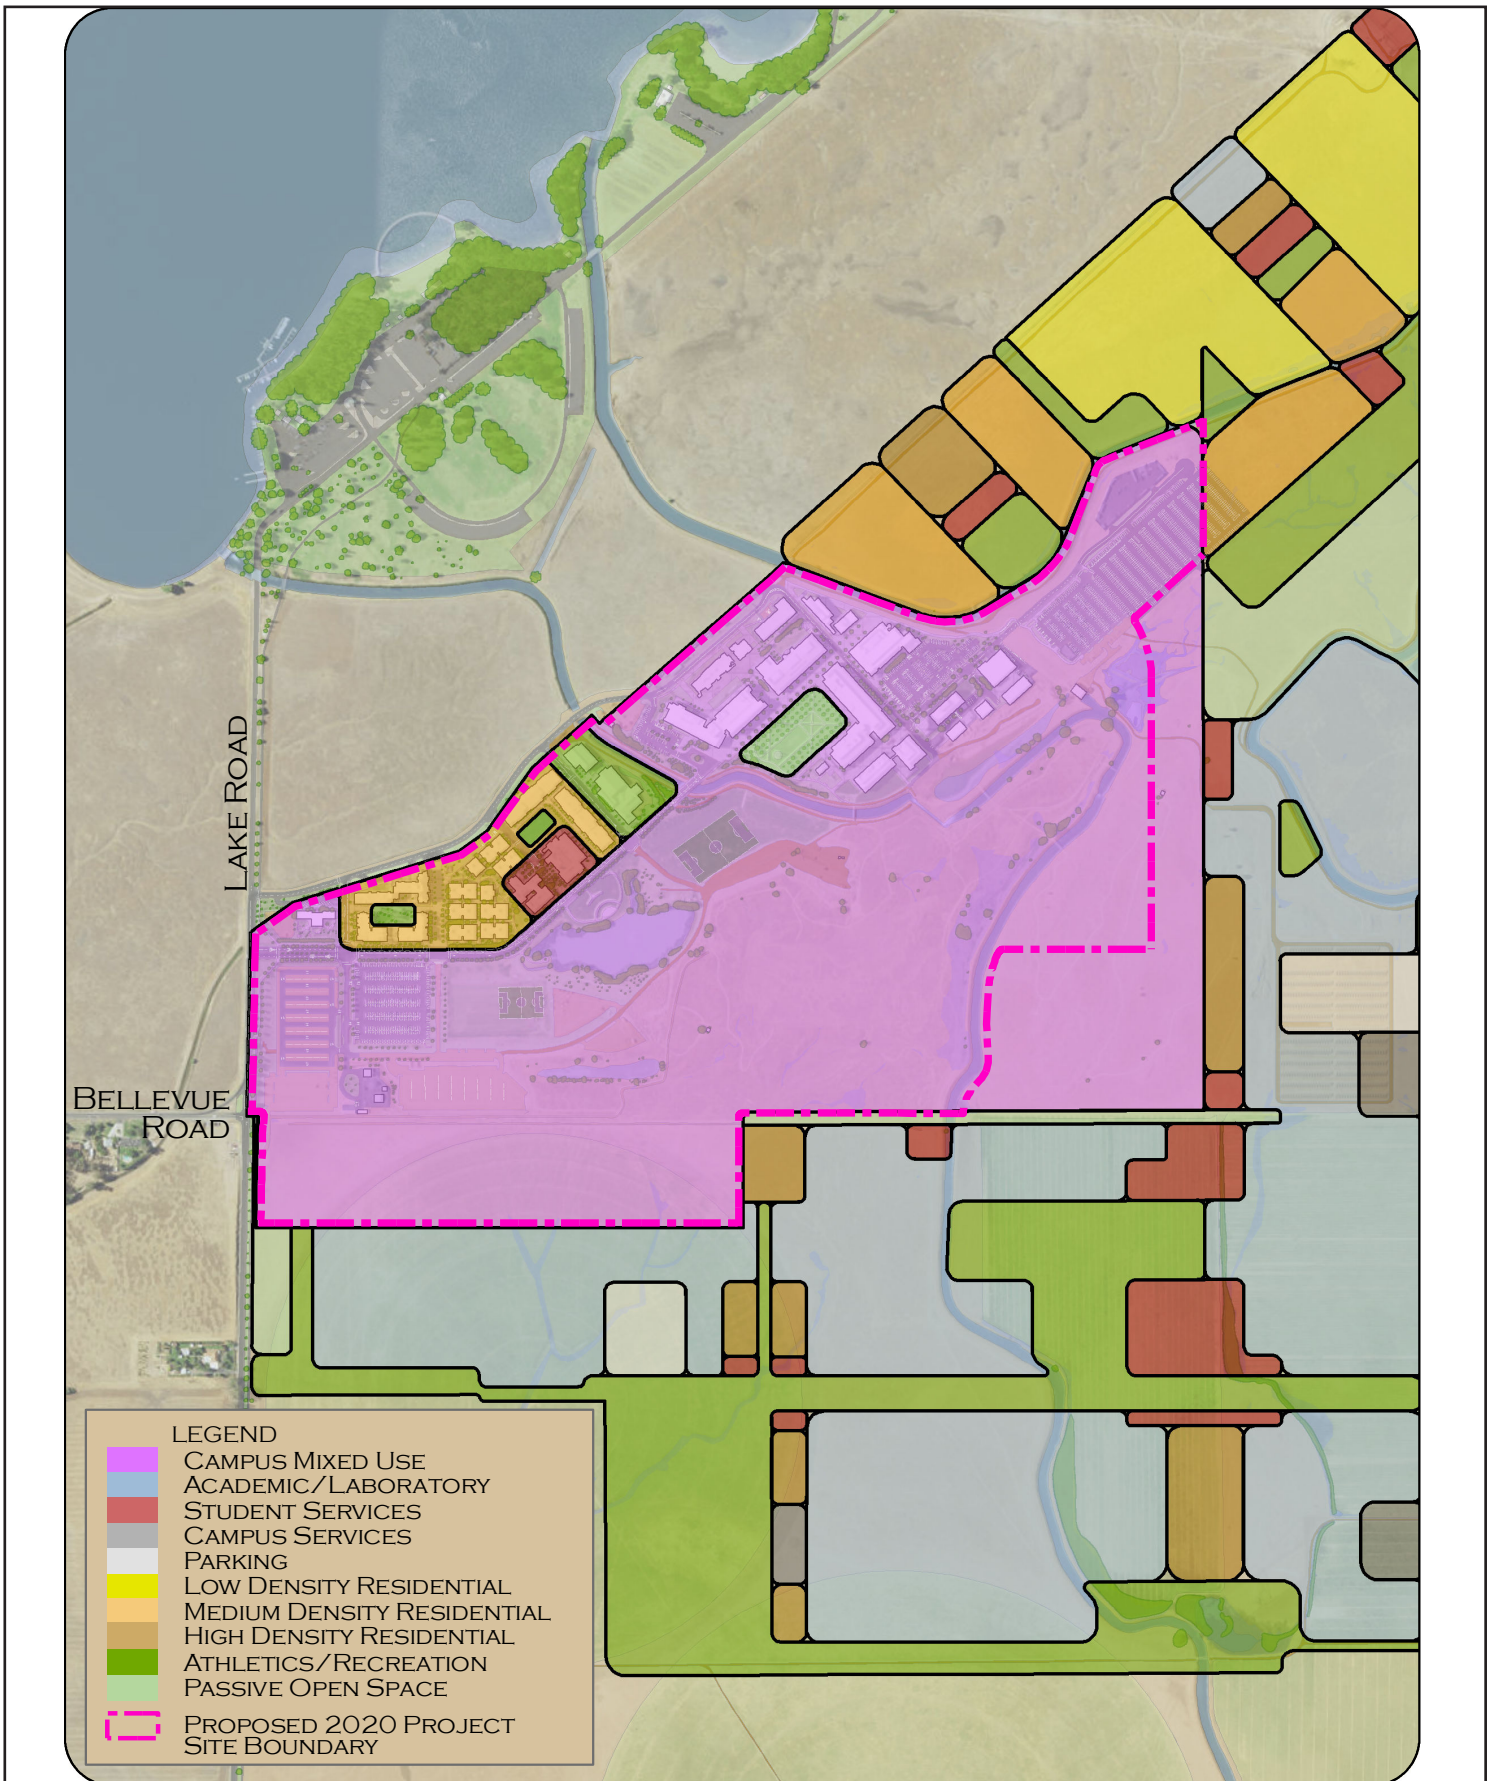 LAKE ROAD
BELLEVUE
ROAD
LEGEND
CAMPUS MIXED USE
ACADEMIC/LABORATORY
STUDENT SERVICES
CAMPUS SERVICES
PARKING
LOW DENSITY RESIDENTIAL
MEDIUM DENSITY RESIDENTIAL
HIGH DENSITY RESIDENTIAL
ATHLETICS/RECREATION
PASSIVE OPEN SPACE
PROPOSED 2020 PROJECT
SITE BOUNDARY